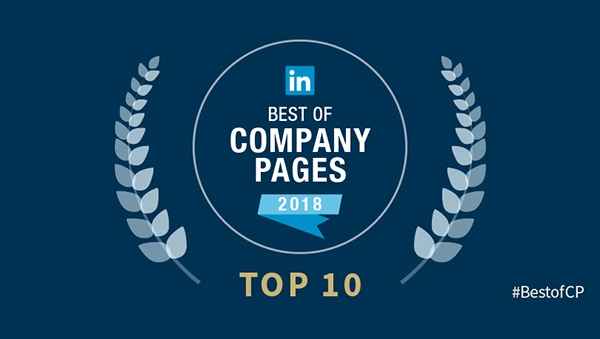 in
BEST OF
COMPANY
PAGES
2018
TOP 10
#BestofCP